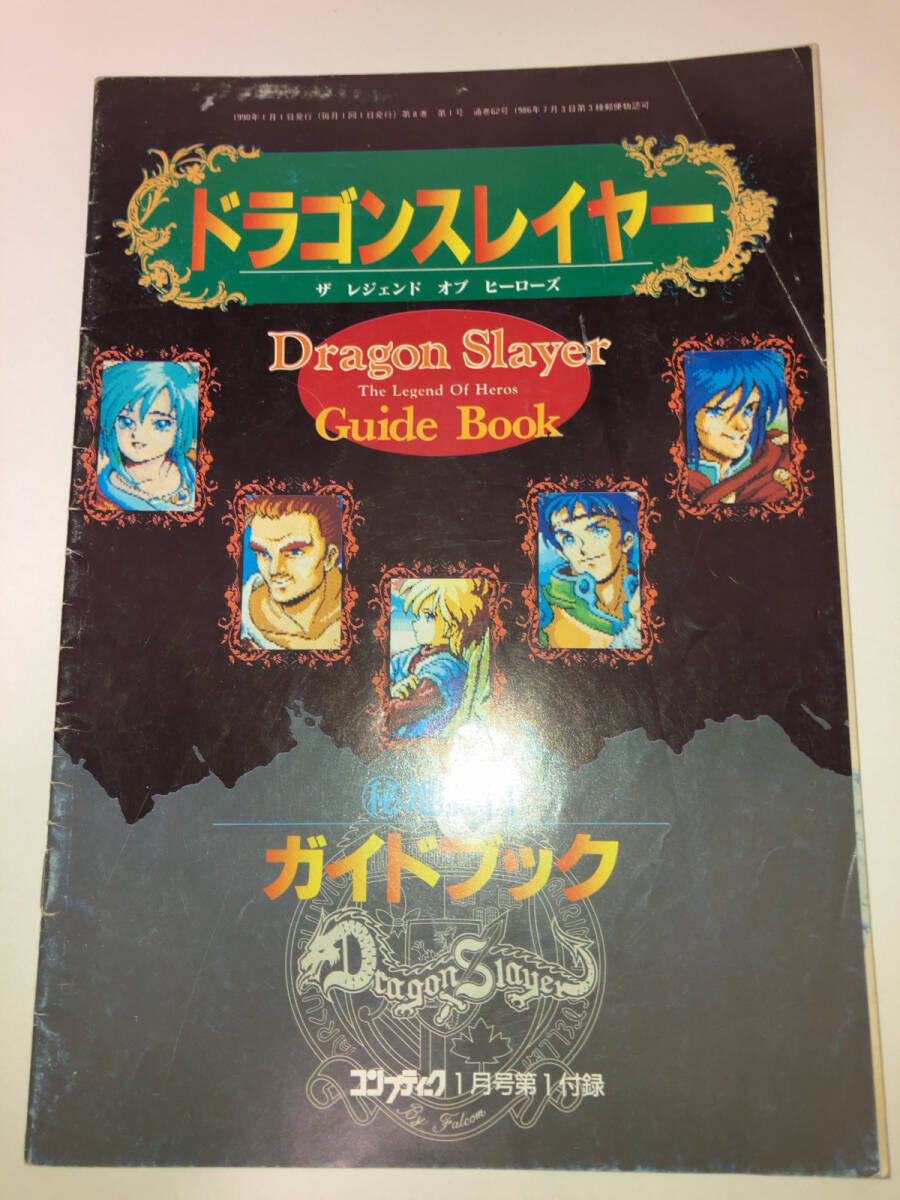 1990年1月1日発行(毎月1回1日発行)第8巻 第1号 通巻62号 1986年7月3日第3種郵便物認可
ドラゴンスレイヤー
ザ レジェンド オブ ヒーローズ
Dragon Slayer
The Legend Of Heros
Guide Book
㊙
ガイドブック
Dragon Slayer
コンプティーク1月号第1付録
By Falcom